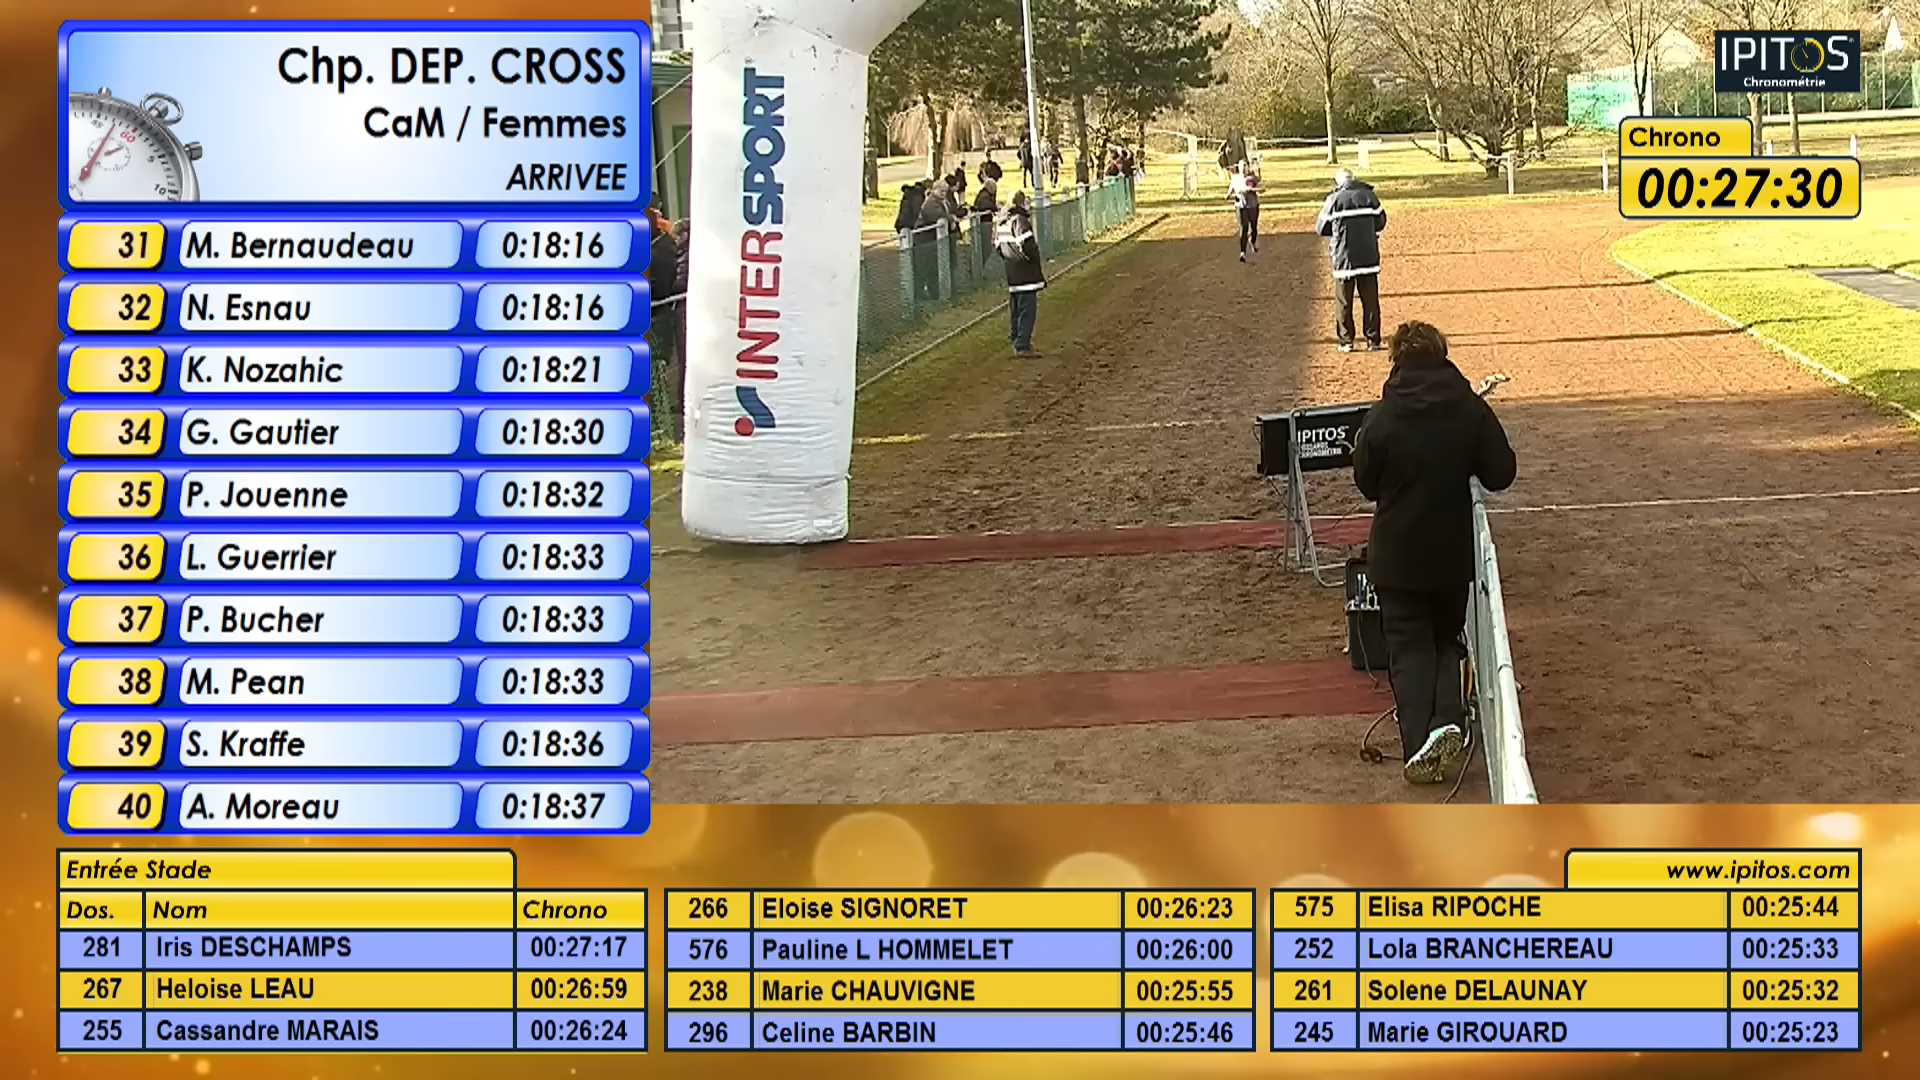 Chp. DEP. CROSS
CaM / Femmes
ARRIVEE
31 M. Bernaudeau 0:18:16
32 N. Esnau 0:18:16
33 K. Nozahic 0:18:21
34 G. Gautier 0:18:30
35 P. Jouenne 0:18:32
36 L. Guerrier 0:18:33
37 P. Bucher 0:18:33
38 M. Pean 0:18:33
39 S. Kraffe 0:18:36
40 A. Moreau 0:18:37
INTERSPORT
IPITOS
Chronométrie
Chrono
00:27:30
IPITOS
CHRONOMÉTRIE
Entrée Stade
Dos. Nom Chrono
281 Iris DESCHAMPS 00:27:17
267 Heloise LEAU 00:26:59
255 Cassandre MARAIS 00:26:24
266 Eloise SIGNORET 00:26:23
576 Pauline L HOMMELET 00:26:00
238 Marie CHAUVIGNE 00:25:55
296 Celine BARBIN 00:25:46
www.ipitos.com
575 Elisa RIPOCHE 00:25:44
252 Lola BRANCHEREAU 00:25:33
261 Solene DELAUNAY 00:25:32
245 Marie GIROUARD 00:25:23